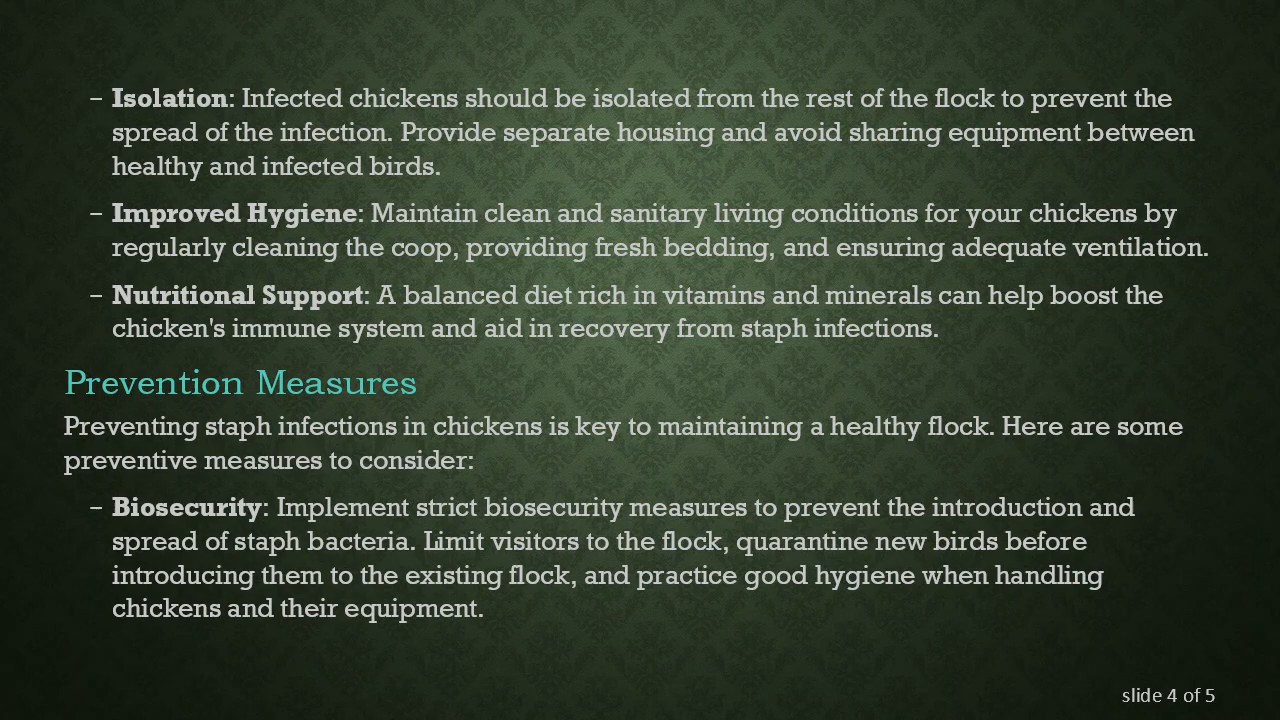 – Isolation: Infected chickens should be isolated from the rest of the flock to prevent the
spread of the infection. Provide separate housing and avoid sharing equipment between
healthy and infected birds.
– Improved Hygiene: Maintain clean and sanitary living conditions for your chickens by
regularly cleaning the coop, providing fresh bedding, and ensuring adequate ventilation.
– Nutritional Support: A balanced diet rich in vitamins and minerals can help boost the
chicken's immune system and aid in recovery from staph infections.
Prevention Measures
Preventing staph infections in chickens is key to maintaining a healthy flock. Here are some
preventive measures to consider:
– Biosecurity: Implement strict biosecurity measures to prevent the introduction and
spread of staph bacteria. Limit visitors to the flock, quarantine new birds before
introducing them to the existing flock, and practice good hygiene when handling
chickens and their equipment.
slide 4 of 5